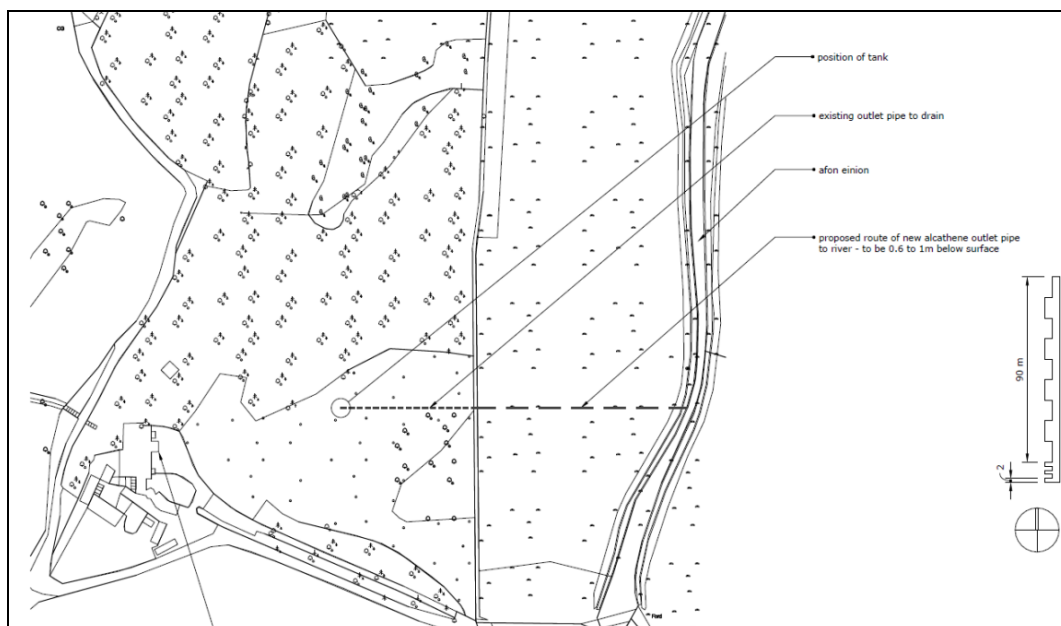 position of tank
existing outlet pipe to drain
afon einion
proposed route of new alcathene outlet pipe
to river - to be 0.6 to 1m below surface
90 m
2
Ford